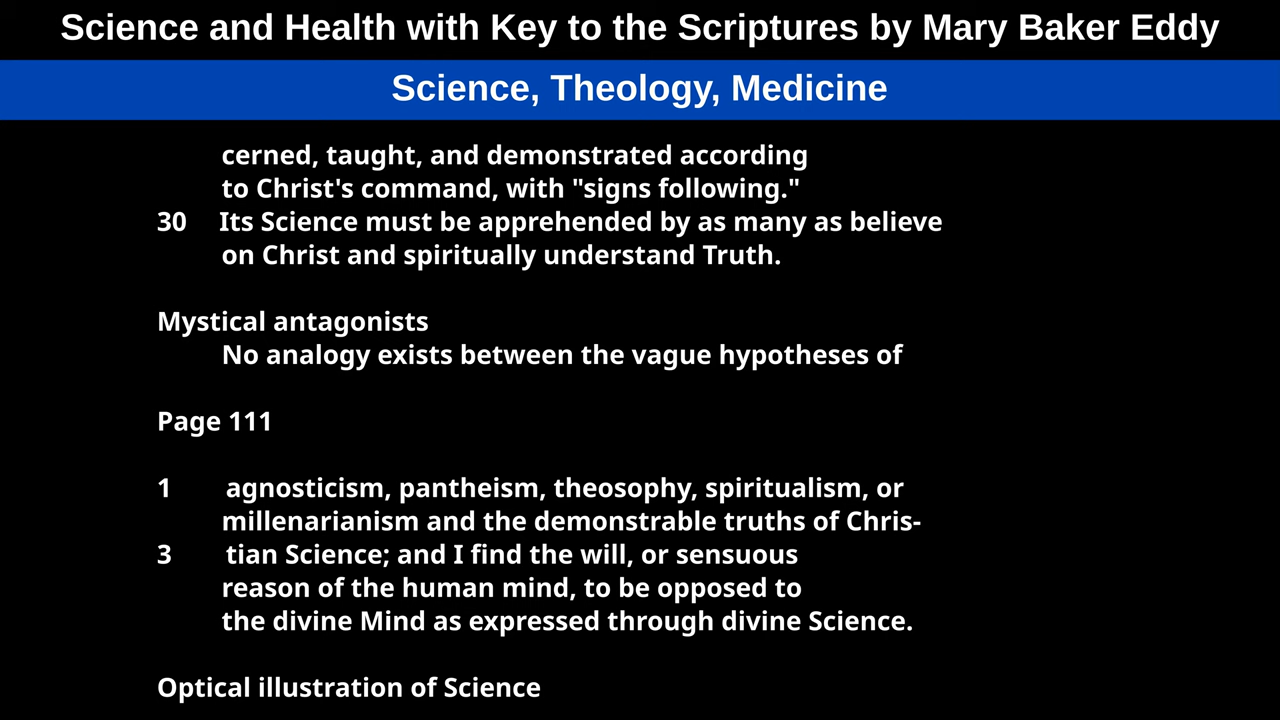 Science and Health with Key to the Scriptures by Mary Baker Eddy
Science, Theology, Medicine
cerned, taught, and demonstrated according
to Christ's command, with "signs following."
30 Its Science must be apprehended by as many as believe
on Christ and spiritually understand Truth.
Mystical antagonists
No analogy exists between the vague hypotheses of
Page 111
1 agnosticism, pantheism, theosophy, spiritualism, or
millenarianism and the demonstrable truths of Chris-
3 tian Science; and I find the will, or sensuous
reason of the human mind, to be opposed to
the divine Mind as expressed through divine Science.
Optical illustration of Science